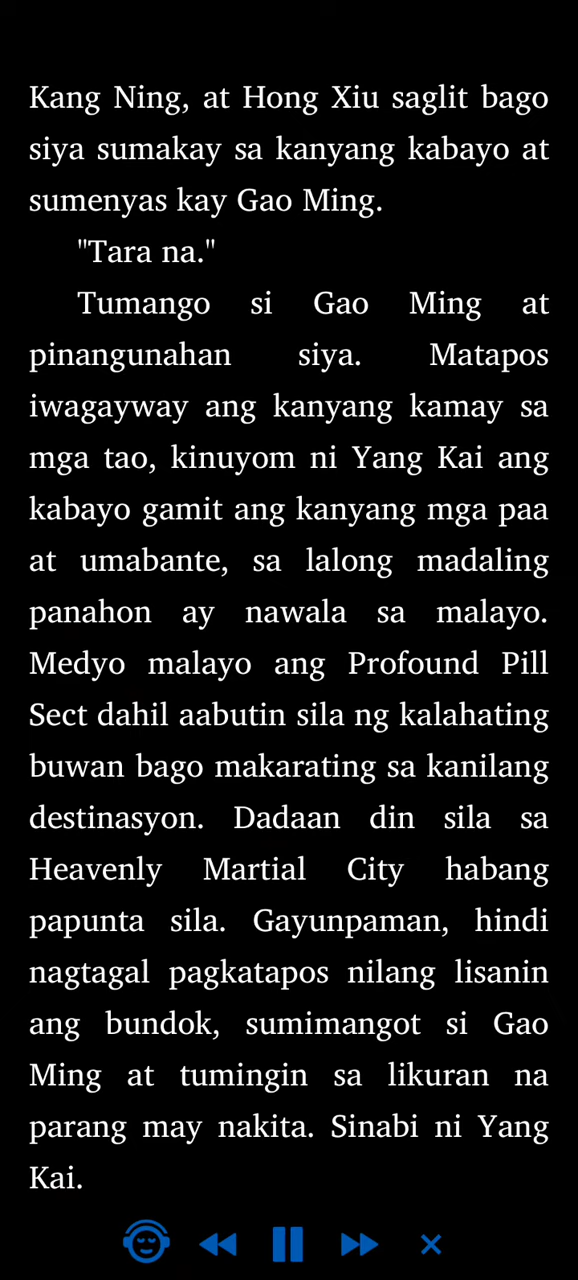 Kang Ning, at Hong Xiu saglit bago
siya sumakay sa kanyang kabayo at
sumenyas kay Gao Ming.
"Tara na."
Tumango si Gao Ming at
pinangunahan siya. Matapos
iwagayway ang kanyang kamay sa
mga tao, kinuyom ni Yang Kai ang
kabayo gamit ang kanyang mga paa
at umabante, sa lalong madaling
panahon ay nawala sa malayo.
Medyo malayo ang Profound Pill
Sect dahil aabutin sila ng kalahating
buwan bago makarating sa kanilang
destinasyon. Dadaan din sila sa
Heavenly Martial City habang
papunta sila. Gayunpaman, hindi
nagtagal pagkatapos nilang lisanin
ang bundok, sumimangot si Gao
Ming at tumingin sa likuran na
parang may nakita. Sinabi ni Yang
Kai.